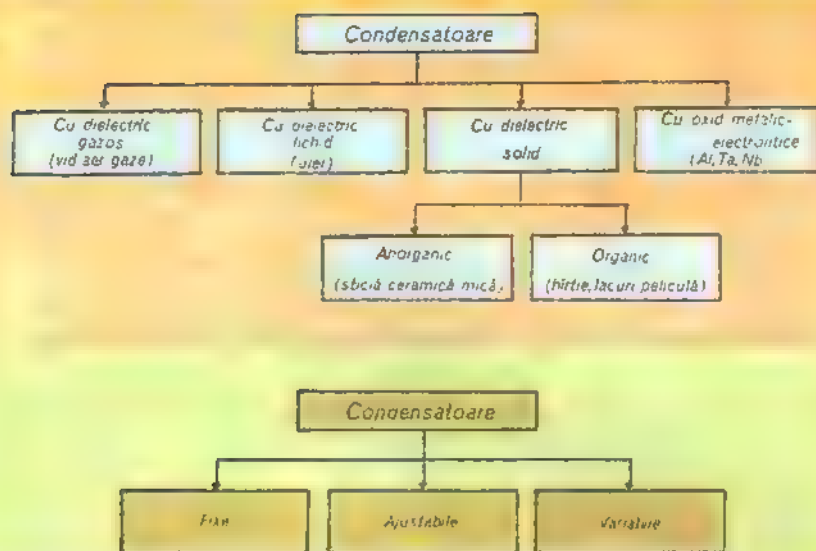 Condensatoare
Cu dielectric
gazos
(vid sau gaze)
Cu dielectric
lichid
(ulei)
Cu dielectric
solid
Cu oxid metalic-
electrolitice
(Al, Ta, Nb
Anorganic
(sticlă ceramică mică)
Organic
(hîrtie, lacuri peliculă)
Condensatoare
Fixe
Ajustabile
Variabile